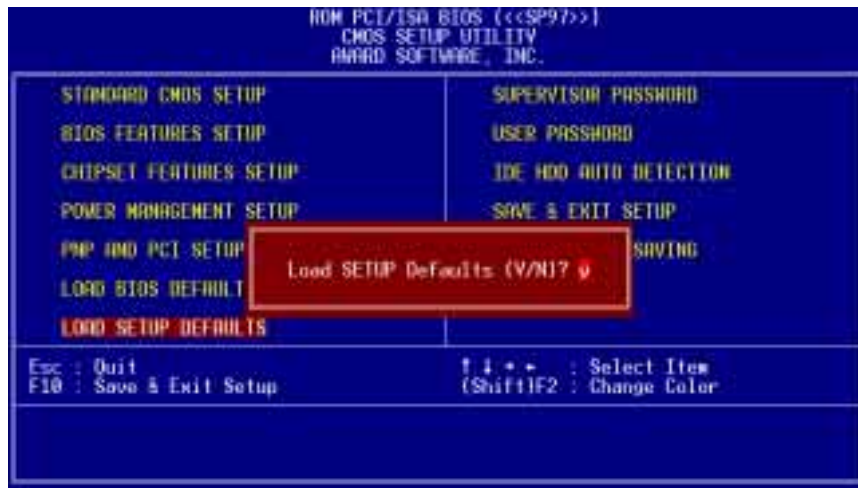 ROM PCI/ISA BIOS (<<SP97>>)
CMOS SETUP UTILITY
AWARD SOFTWARE, INC.
STANDARD CMOS SETUP
BIOS FEATURES SETUP
CHIPSET FEATURES SETUP
POWER MANAGEMENT SETUP
PNP AND PCI SETUP
LOAD BIOS DEFAULT
LOAD SETUP DEFAULTS
SUPERVISOR PASSWORD
USER PASSWORD
IDE HDD AUTO DETECTION
SAVE & EXIT SETUP
SAVING
Load SETUP Defaults (Y/N)? y
Esc : Quit
F10 : Save & Exit Setup
↑ ↓ → ← : Select Item
(Shift)F2 : Change Color